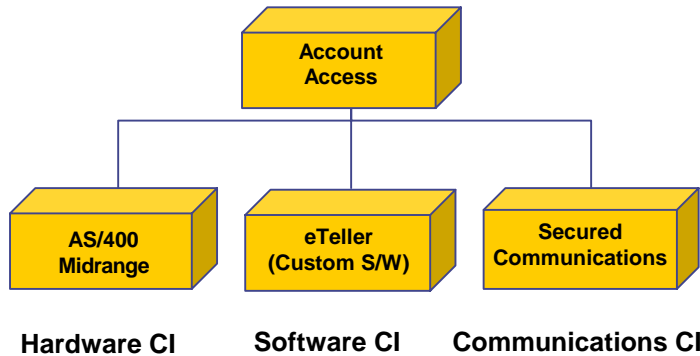 Account
Access
AS/400
Midrange
eTeller
(Custom S/W)
Secured
Communications
Hardware CI
Software CI
Communications CI